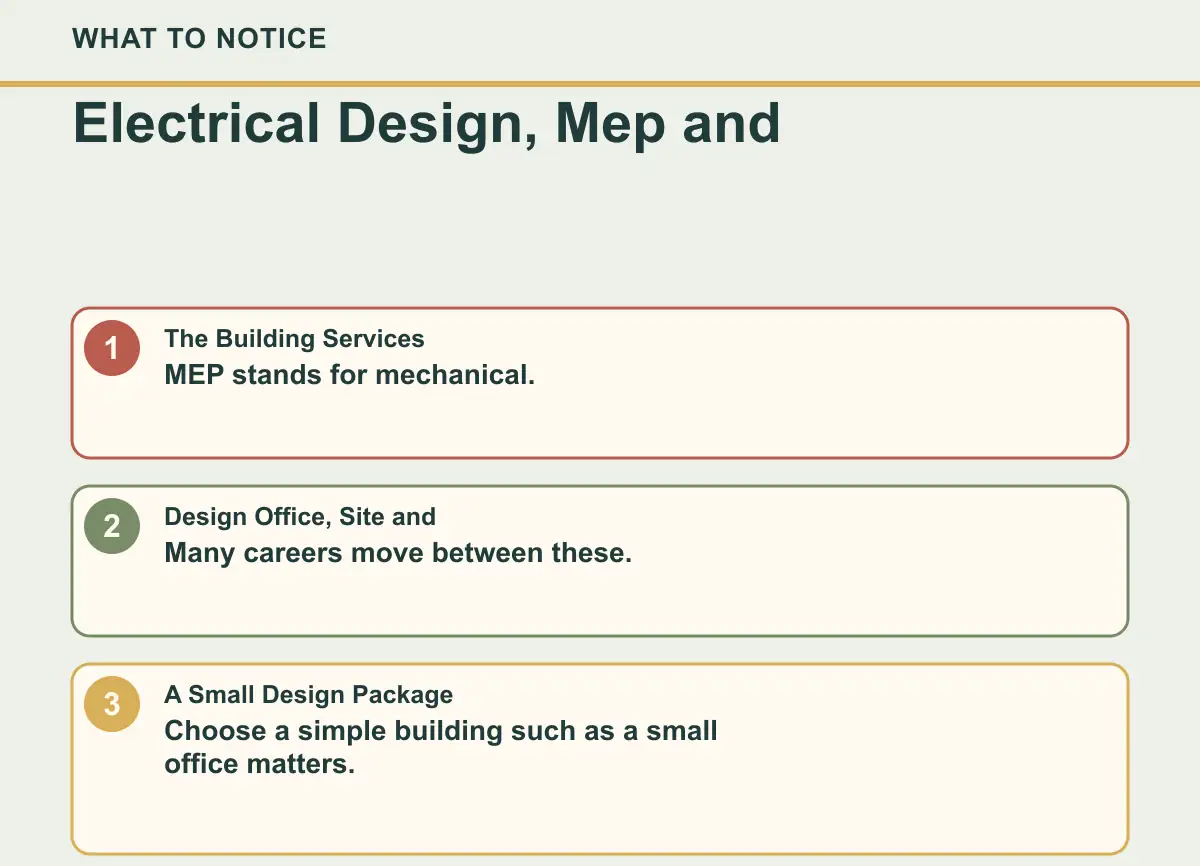 WHAT TO NOTICE
Electrical Design, Mep and
1
The Building Services
MEP stands for mechanical.
2
Design Office, Site and
Many careers move between these.
3
A Small Design Package
Choose a simple building such as a small
office matters.